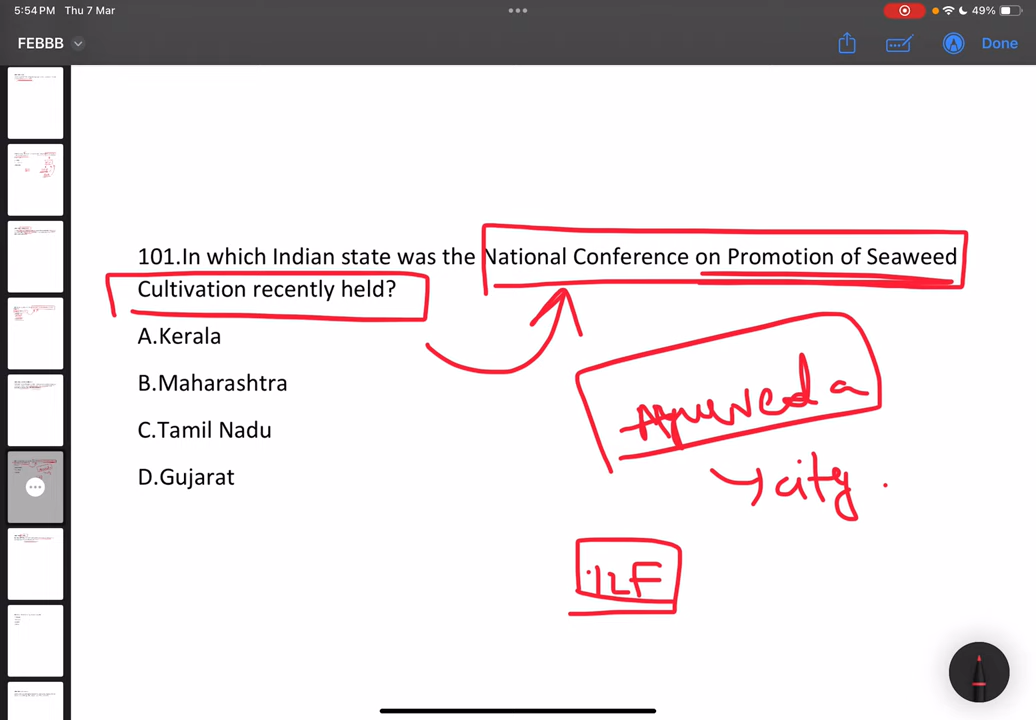 5:54 PM Thu 7 Mar
49%
FEBBB
Done
101.In which Indian state was the National Conference on Promotion of Seaweed
Cultivation recently held?
A.Kerala
B.Maharashtra
C.Tamil Nadu
D.Gujarat
Ayurveda
city